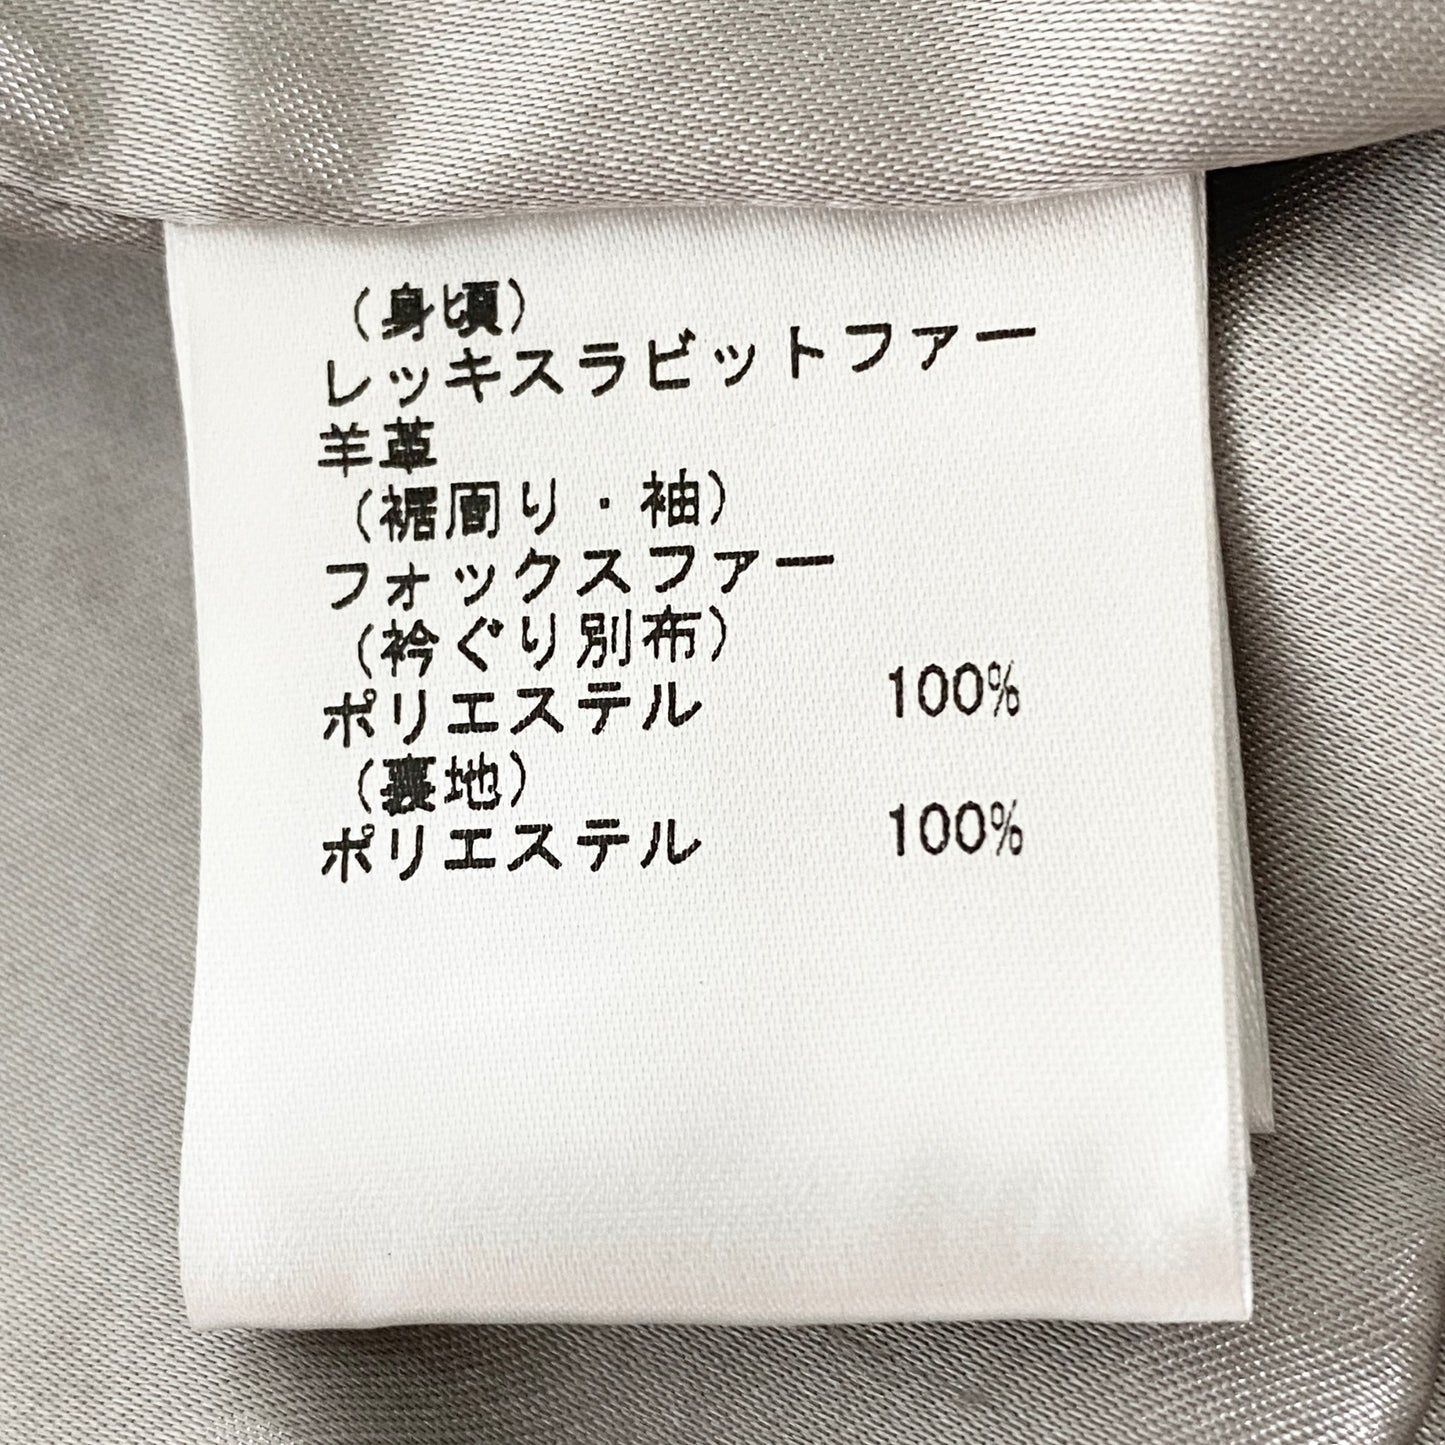 (身頃)
レッキスラビットファー
羊革
(裾周り・袖)
フォックスファー
(衿ぐり別布)
ポリエステル 100%
(裏地)
ポリエステル 100%